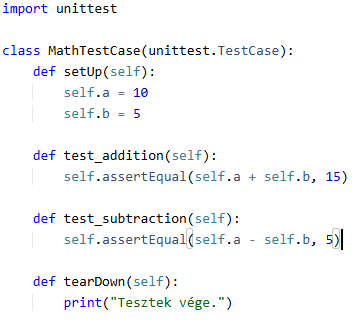 import unittest
class MathTestCase(unittest.TestCase):
    def setUp(self):
        self.a = 10
        self.b = 5
    def test_addition(self):
        self.assertEqual(self.a + self.b, 15)
    def test_subtraction(self):
        self.assertEqual(self.a - self.b, 5)
    def tearDown(self):
        print("Tesztek vége.")